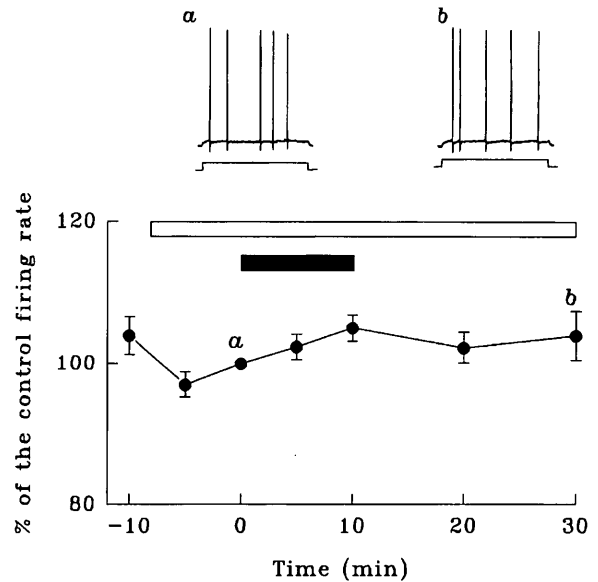 a
b
% of the control firing rate
120
100
80
a
b
-10
0
10
20
30
Time (min)